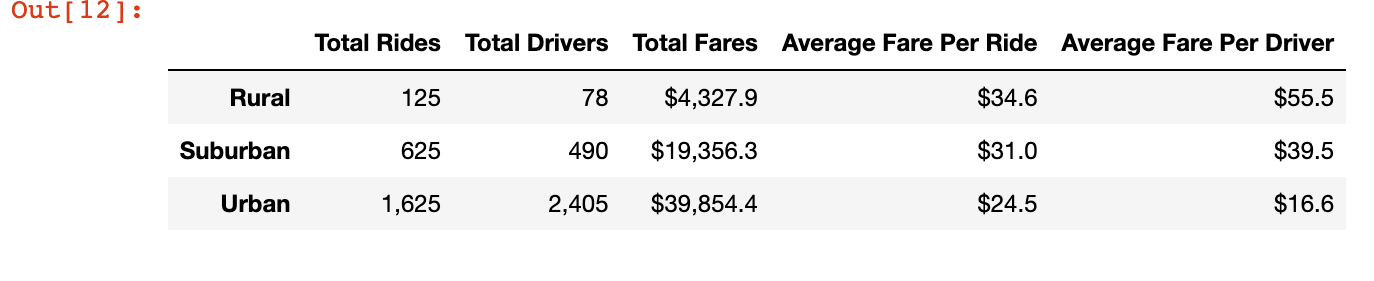 Out[12]:
Total Rides Total Drivers Total Fares Average Fare Per Ride Average Fare Per Driver
Rural 125 78 $4,327.9 $34.6 $55.5
Suburban 625 490 $19,356.3 $31.0 $39.5
Urban 1,625 2,405 $39,854.4 $24.5 $16.6